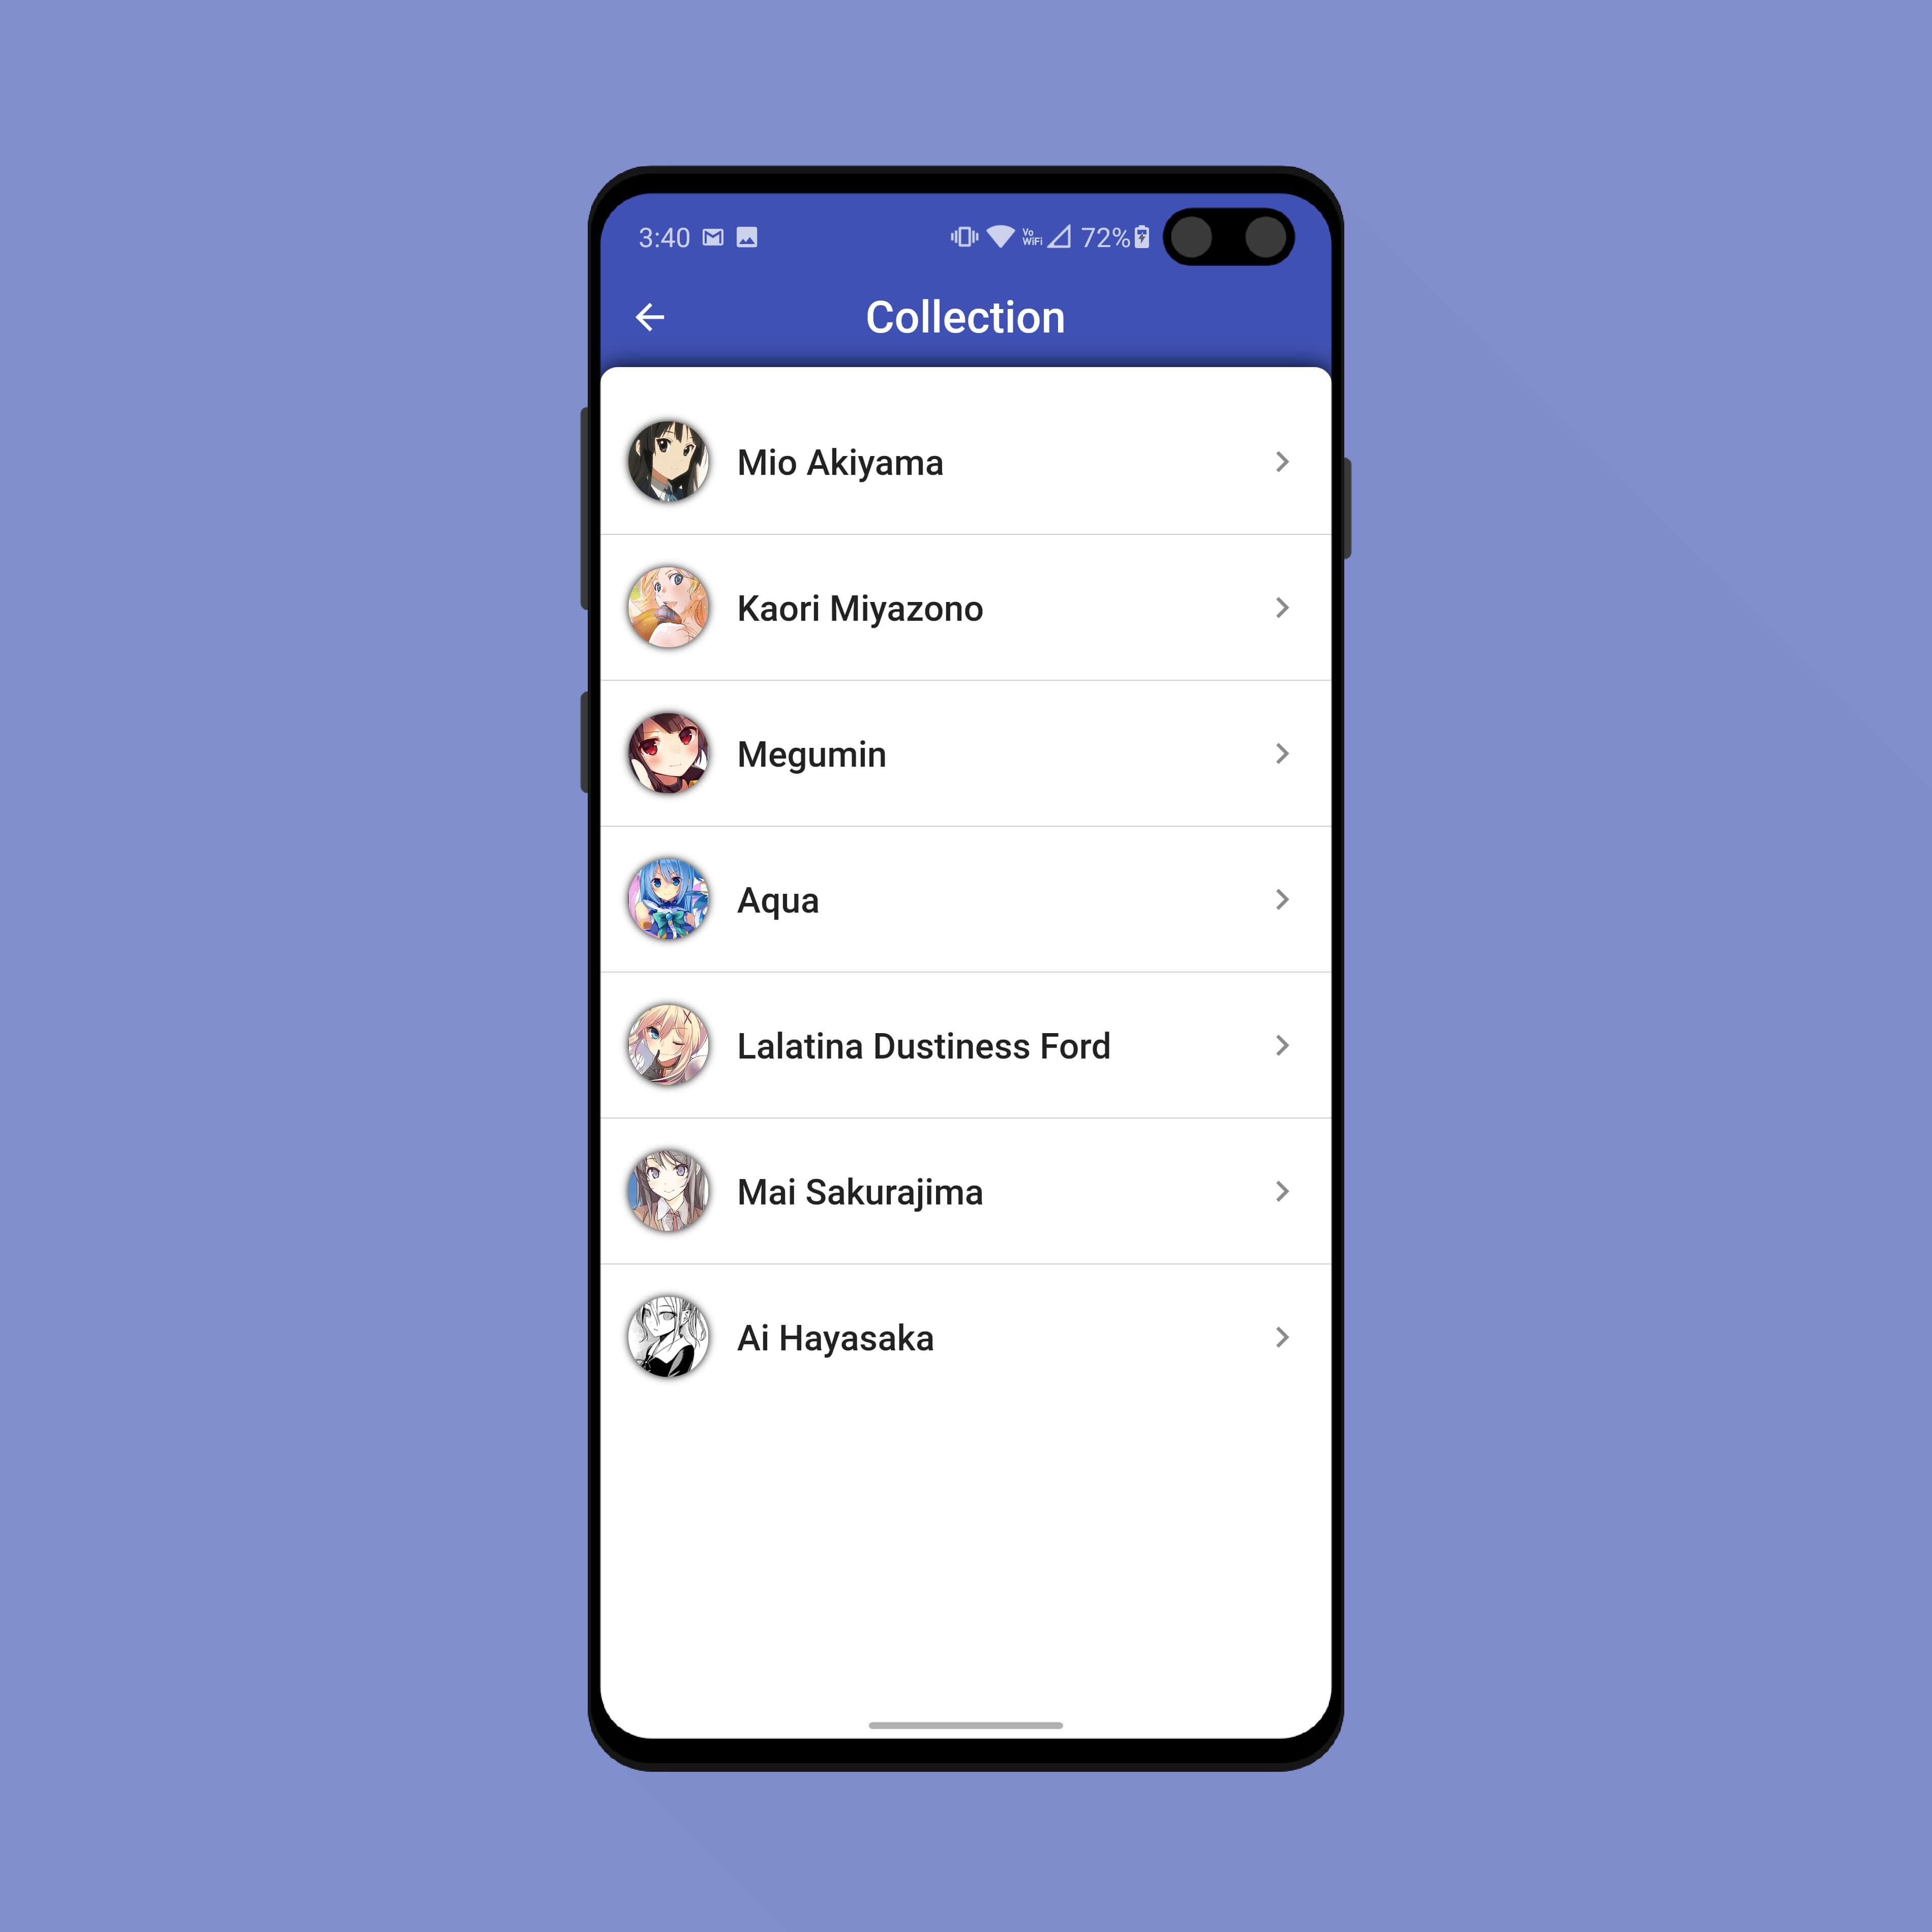 3:40 Vo WiFi 72%
Collection
Mio Akiyama
Kaori Miyazono
Megumin
Aqua
Lalatina Dustiness Ford
Mai Sakurajima
Ai Hayasaka